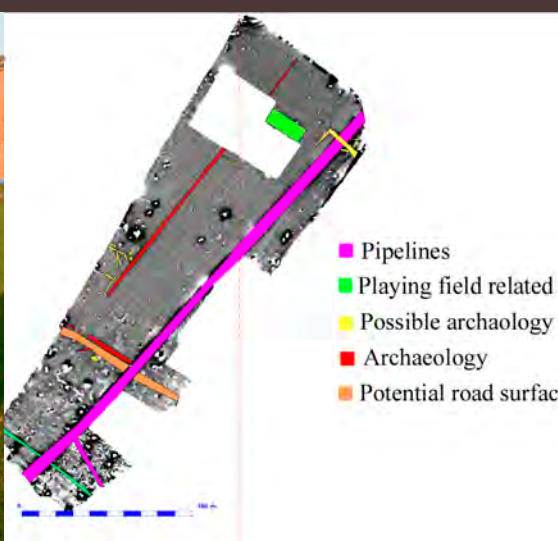 Pipelines
Playing field related
Possible archaology
Archaeology
Potential road surfac